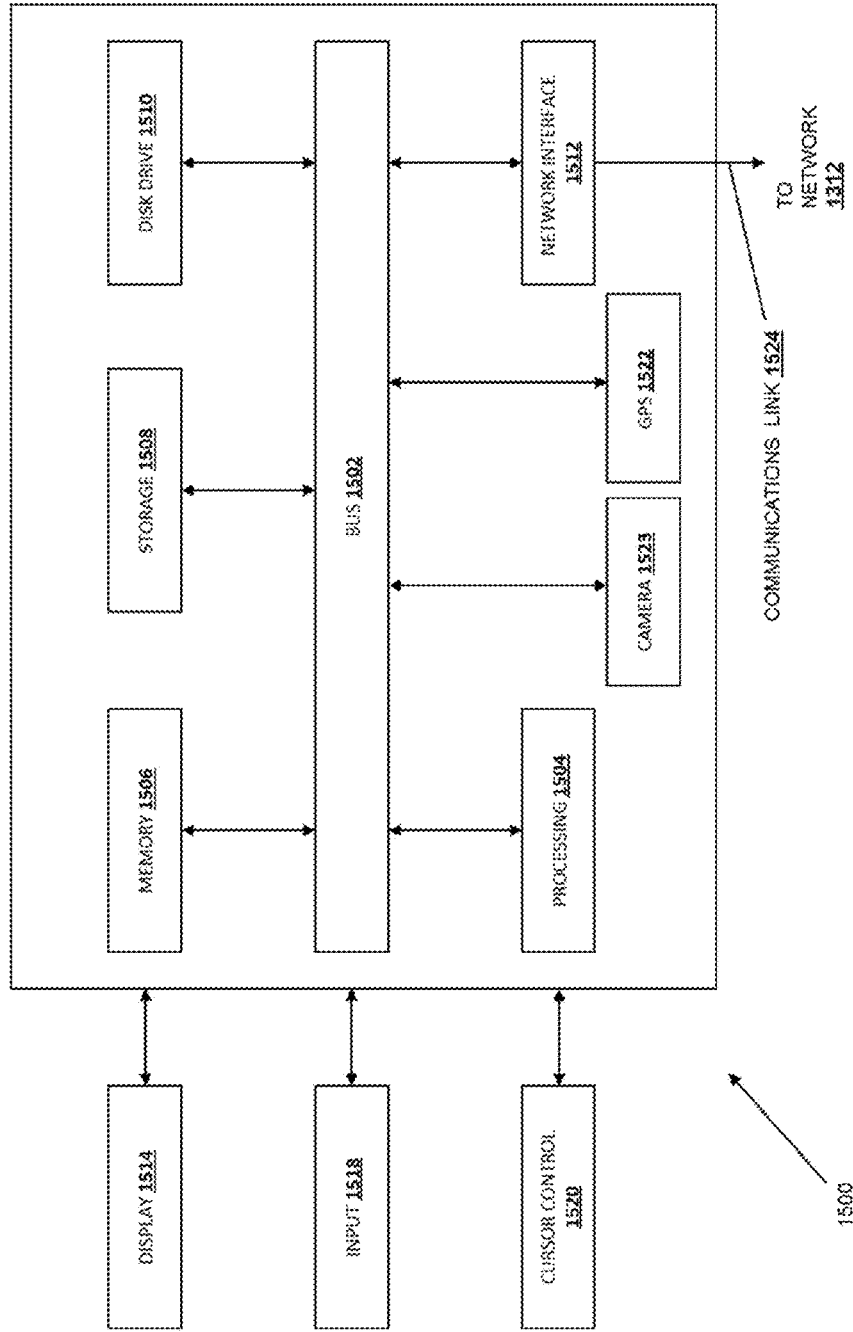 DISPLAY 1514
MEMORY 1506
STORAGE 1508
DISK DRIVE 1510
INPUT 1518
BUS 1502
CURSOR CONTROL
1520
PROCESSING 1504
CAMERA 1523
GPS 1522
NETWORK INTERFACE
1512
COMMUNICATIONS LINK 1524
TO
NETWORK
1312
1500